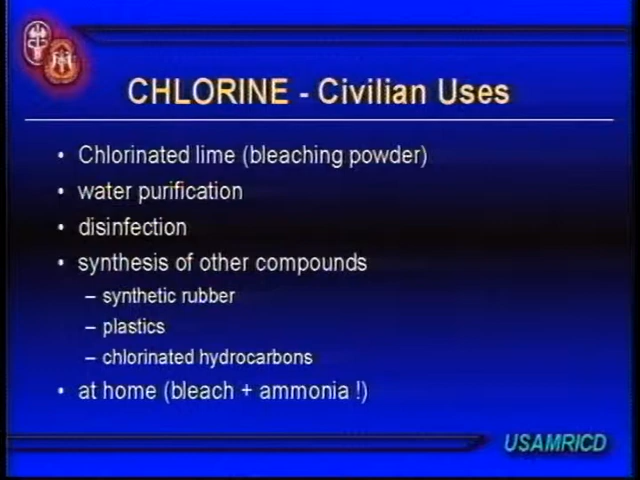 CHLORINE - Civilian Uses
• Chlorinated lime (bleaching powder)
• water purification
• disinfection
• synthesis of other compounds
– synthetic rubber
– plastics
– chlorinated hydrocarbons
• at home (bleach + ammonia !)
USAMRICD